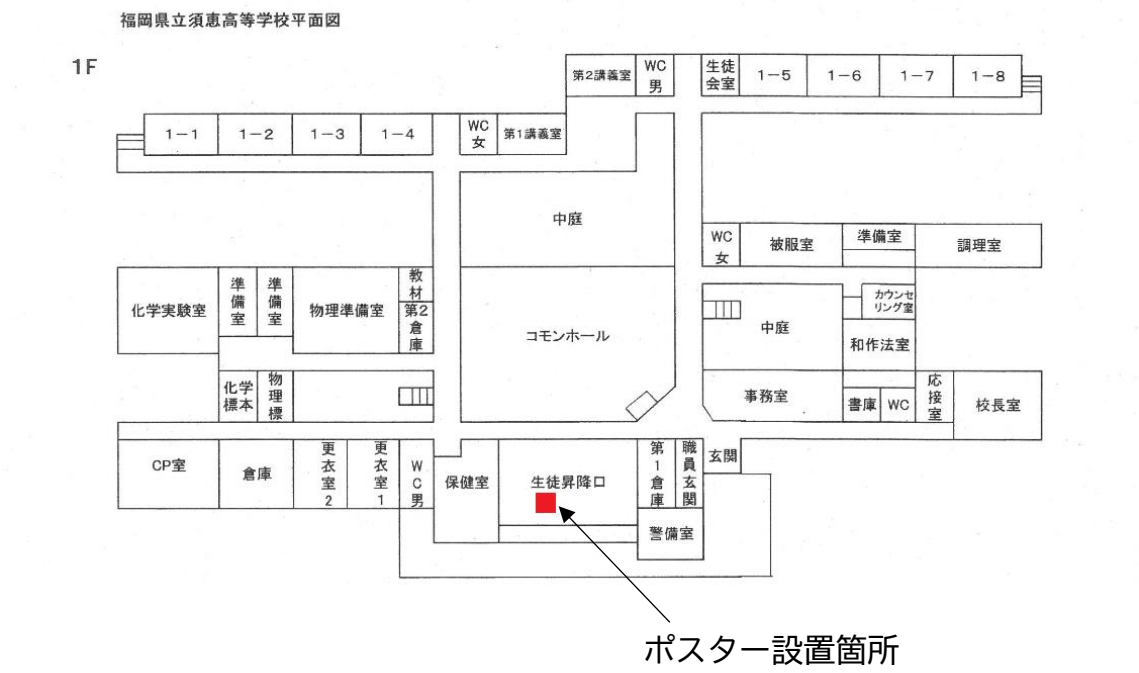 福岡県立須恵高等学校平面図
1F
第2講義室
WC
男
生徒
会室
1-5
1-6
1-7
1-8
1-1
1-2
1-3
1-4
WC
女
第1講義室
中庭
WC
女
被服室
準備室
調理室
化学実験室
準備室
準備室
物理準備室
教材
第2倉庫
コモンホール
中庭
カウンセ
リング室
和作法室
化学
標本
物理標
事務室
書庫
WC
応接室
校長室
CP室
倉庫
更衣室2
更衣室1
WC男
保健室
生徒昇降口
第1倉庫
職員玄関
玄関
警備室
ポスター設置箇所